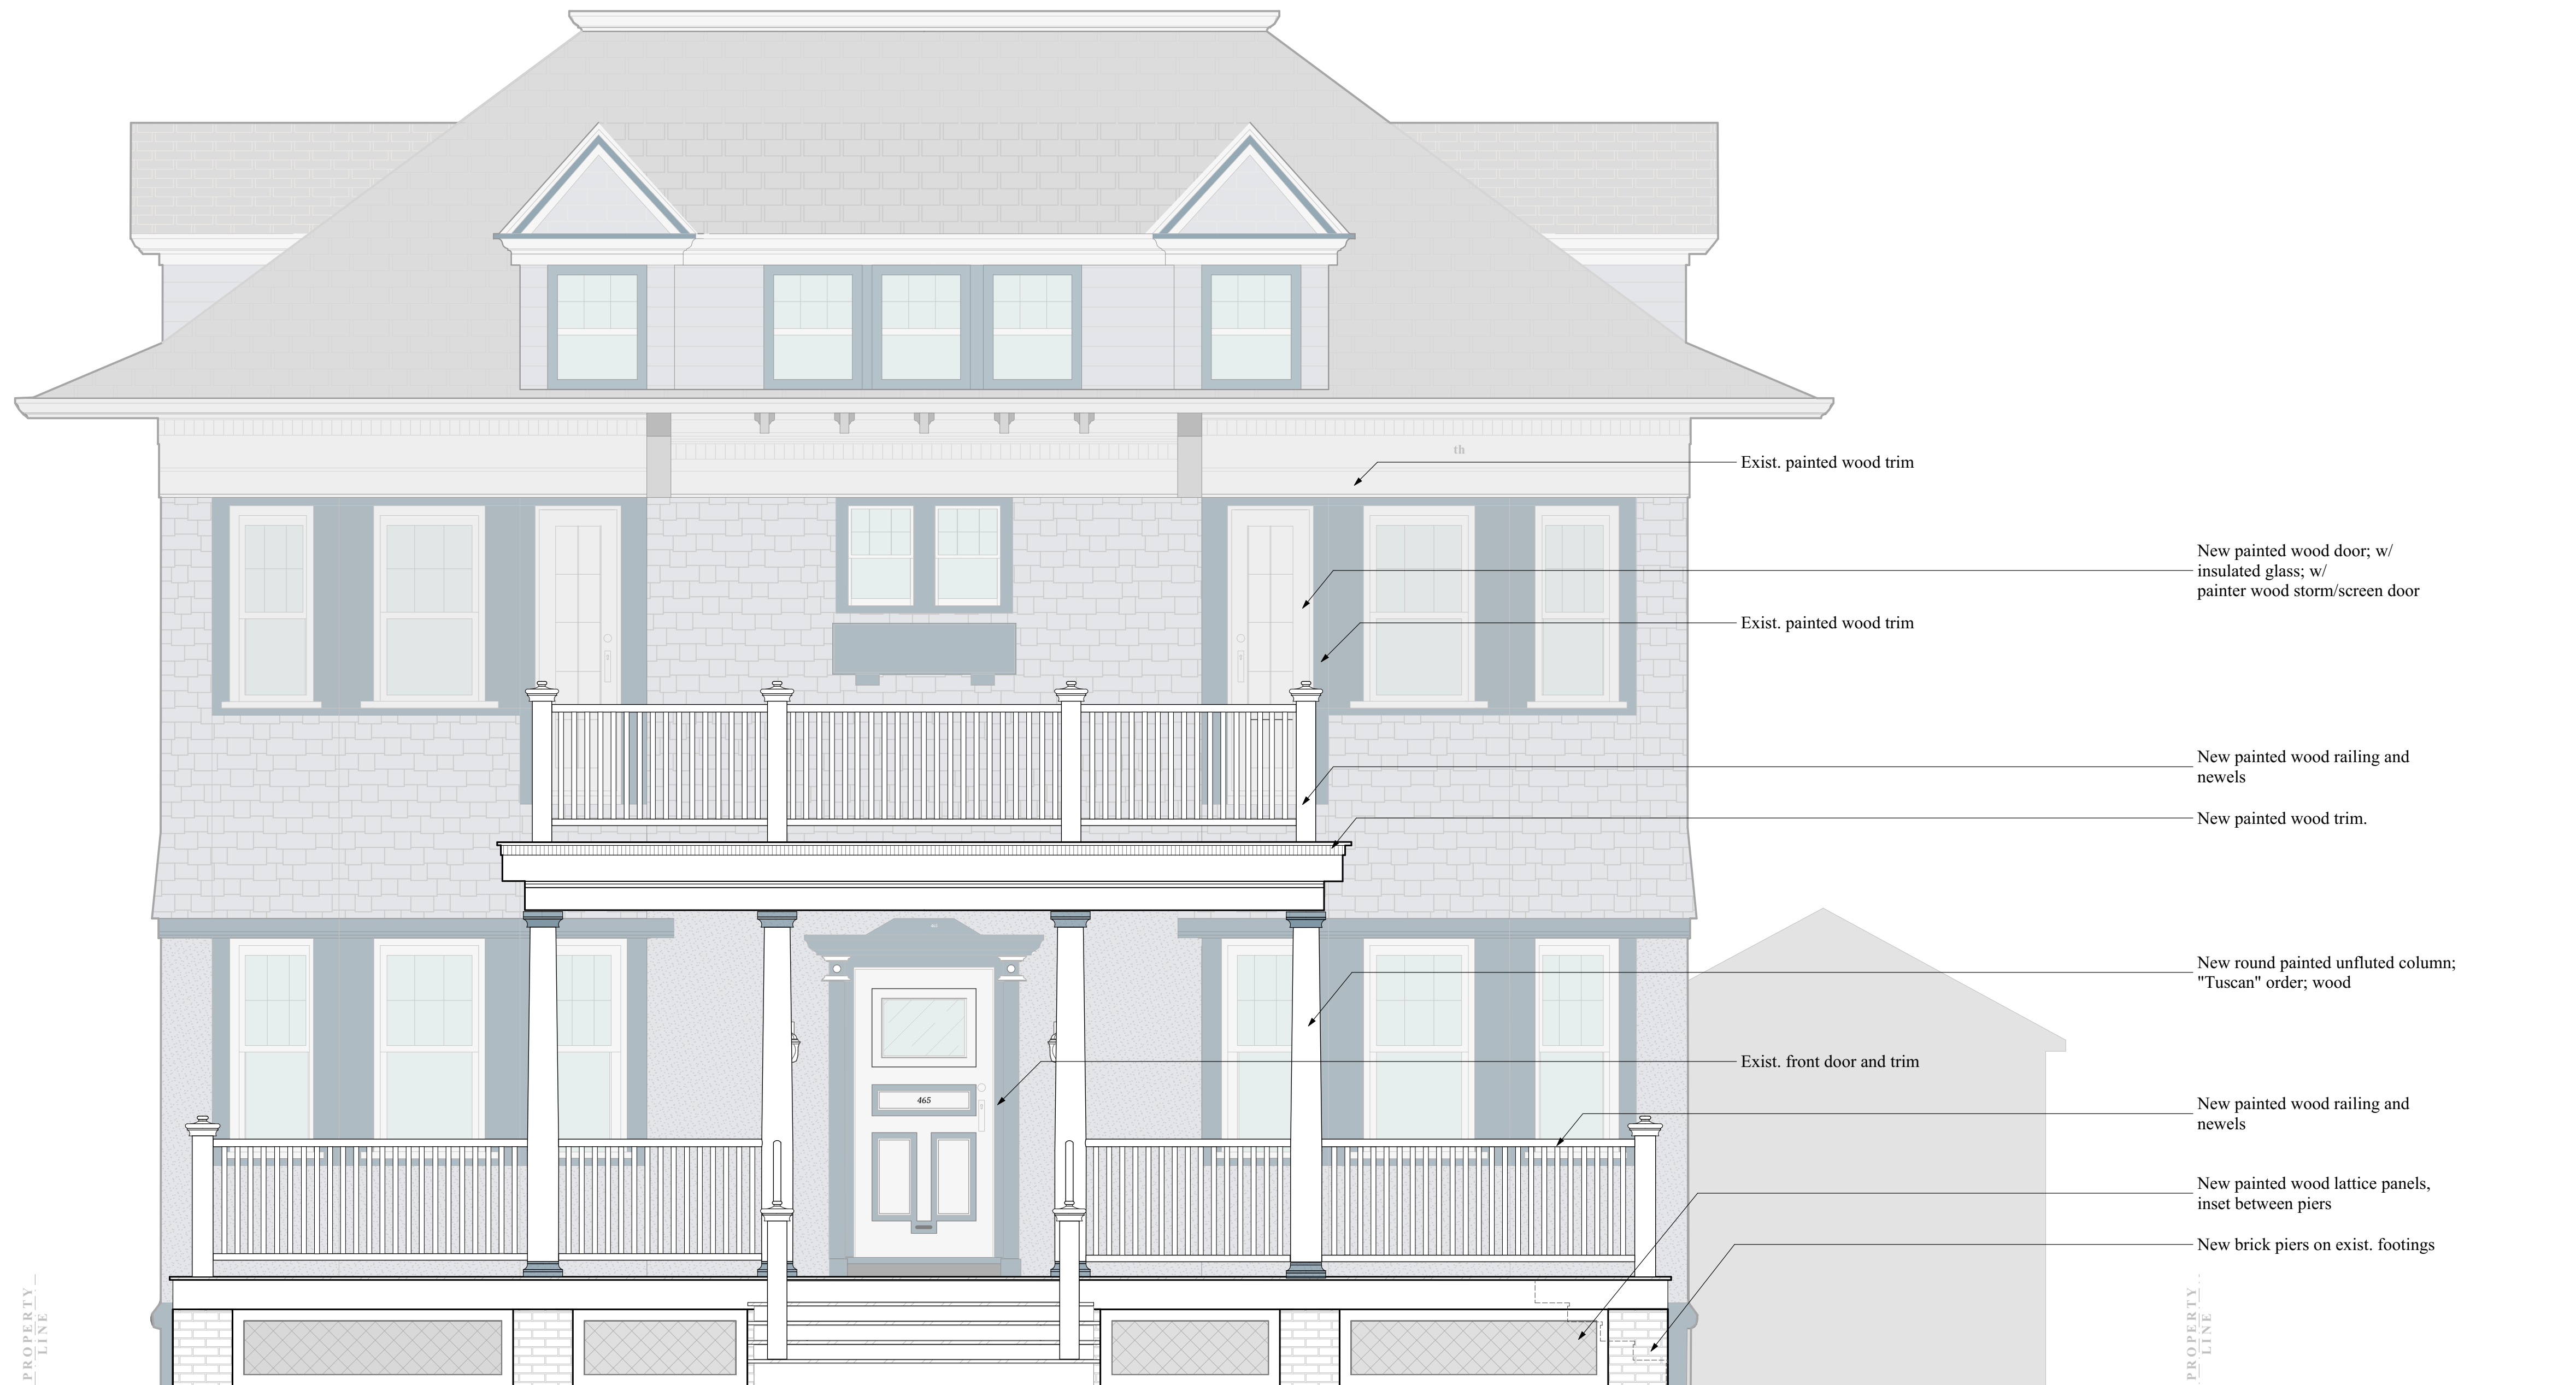 th
Exist. painted wood trim
New painted wood door; w/
insulated glass; w/
painter wood storm/screen door
Exist. painted wood trim
New painted wood railing and
newels
New painted wood trim.
New round painted unfluted column;
"Tuscan" order; wood
Exist. front door and trim
465
New painted wood railing and
newels
New painted wood lattice panels,
inset between piers
New brick piers on exist. footings
PROPERTY
LINE
PROPERTY
LINE